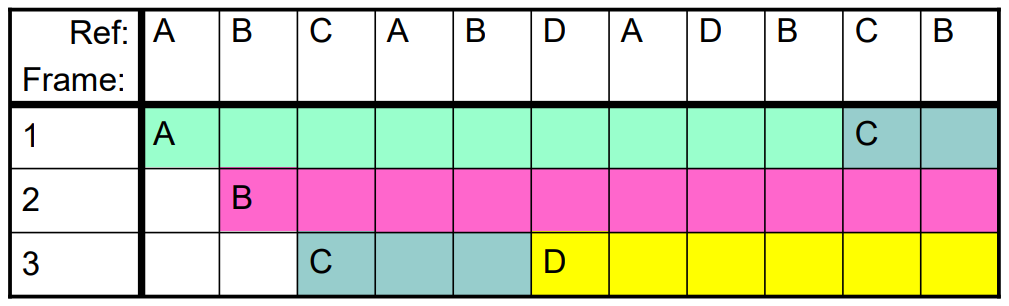 Ref: A B C A B D A D B C B
Frame:
1 A C
2 B
3 C D